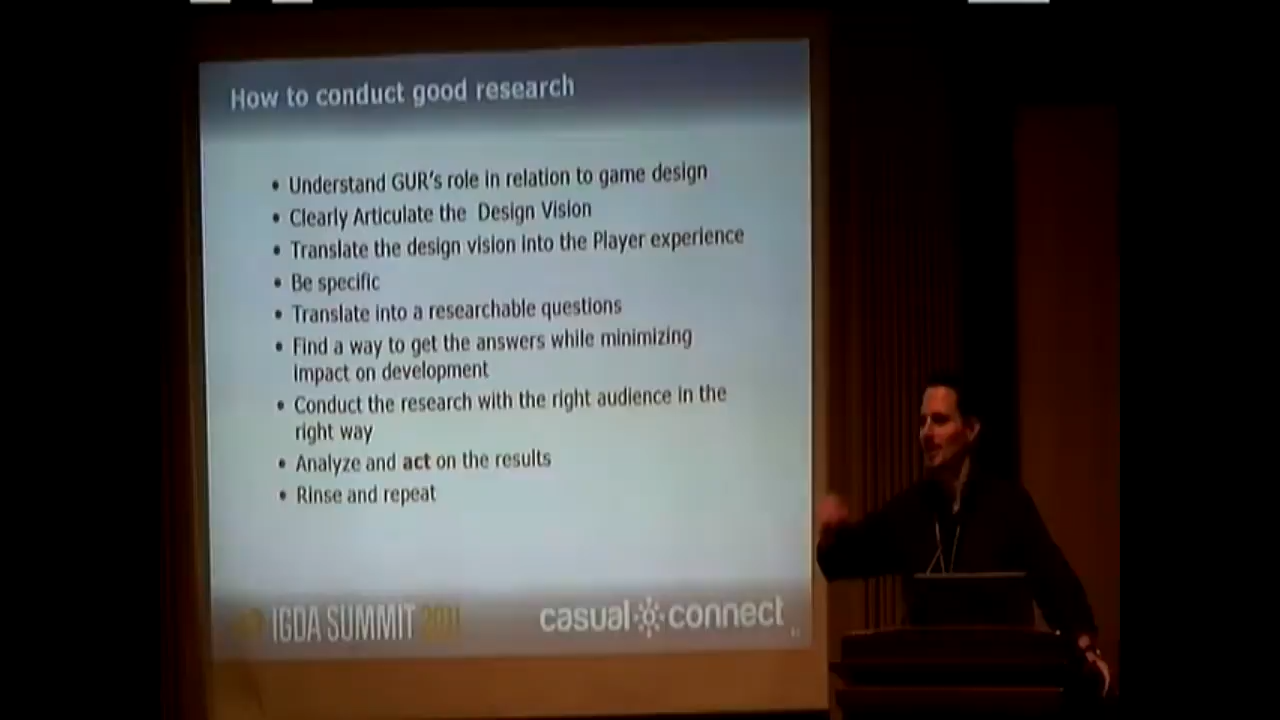 How to conduct good research
• Understand GUR's role in relation to game design
• Clearly Articulate the Design Vision
• Translate the design vision into the Player experience
• Be specific
• Translate into a researchable questions
• Find a way to get the answers while minimizing
impact on development
• Conduct the research with the right audience in the
right way
• Analyze and act on the results
• Rinse and repeat
IGDA SUMMIT 2011
casual connect